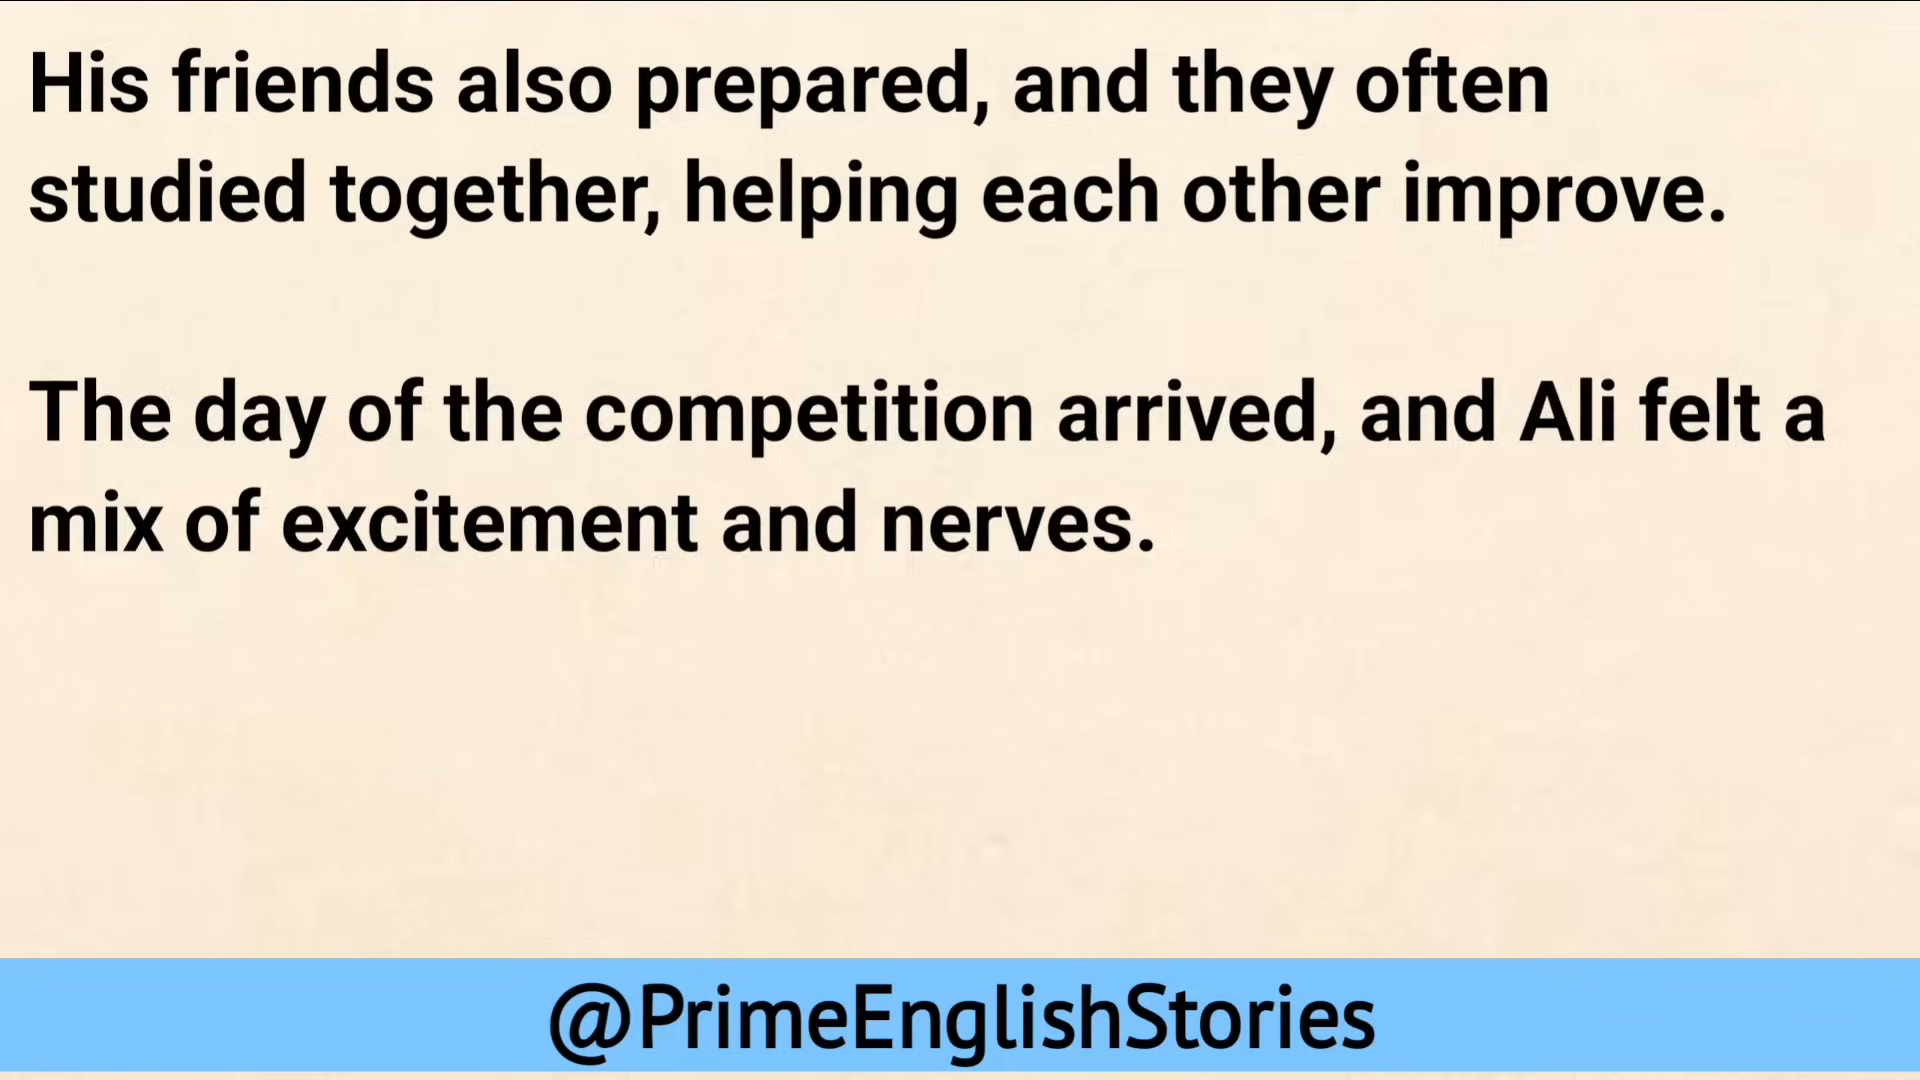 His friends also prepared, and they often
studied together, helping each other improve.
The day of the competition arrived, and Ali felt a
mix of excitement and nerves.
@PrimeEnglishStories